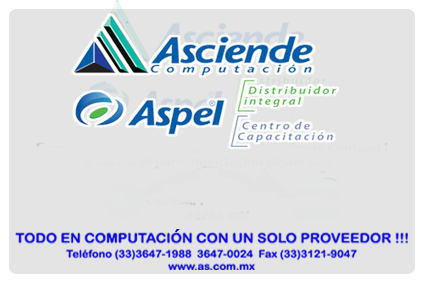 Asciende
Computación
Aspel
Distribuidor
integral
Centro de
Capacitación
TODO EN COMPUTACIÓN CON UN SOLO PROVEEDOR !!!
Teléfono (33)3647-1988 3647-0024 Fax (33)3121-9047
www.as.com.mx